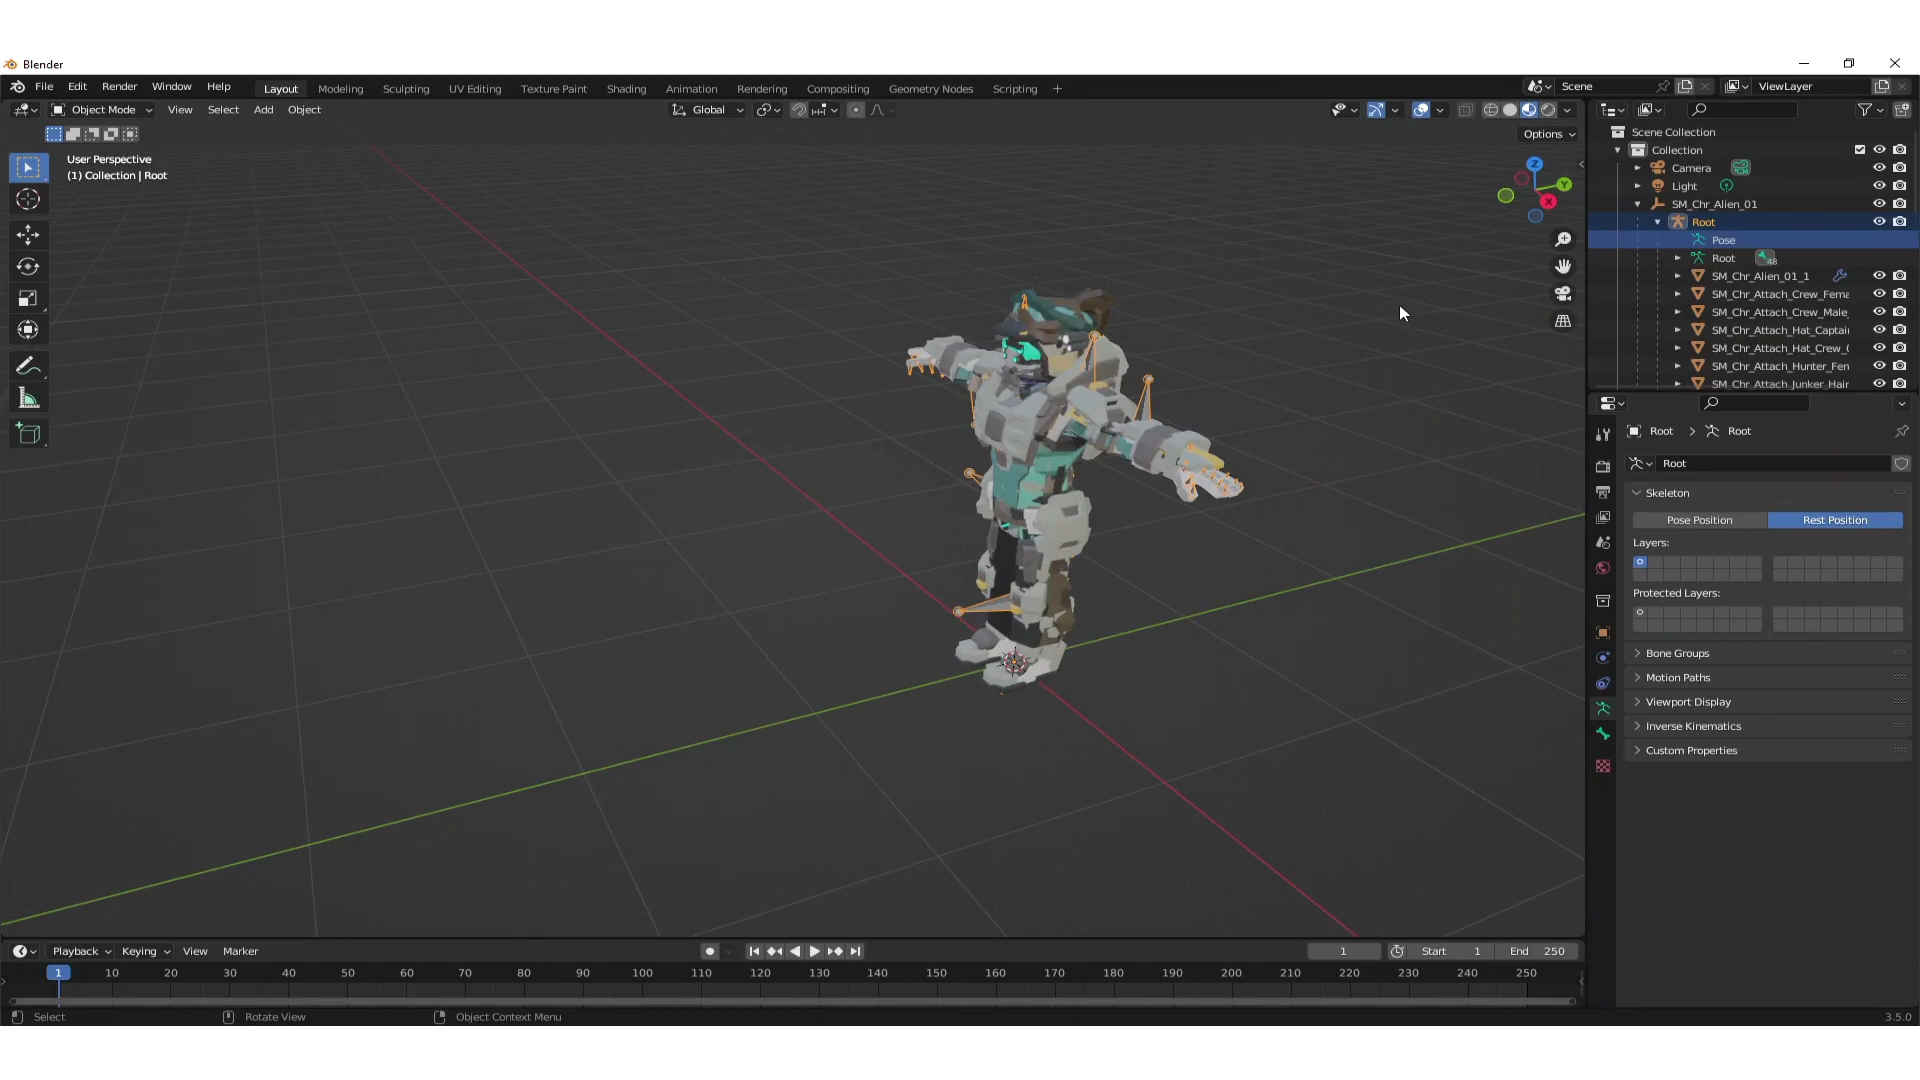 Blender
File Edit Render Window Help Layout Modeling Sculpting UV Editing Texture Paint Shading Animation Rendering Compositing Geometry Nodes Scripting + Scene ViewLayer
Object Mode View Select Add Object Global
Options
User Perspective
(1) Collection | Root
Z
Y
X
Scene Collection
Collection
Camera
Light
SM_Chr_Alien_01
Root
Pose
Root 48
SM_Chr_Alien_01_1
SM_Chr_Attach_Crew_Fema
SM_Chr_Attach_Crew_Male_
SM_Chr_Attach_Hat_Captain
SM_Chr_Attach_Hat_Crew_0
SM_Chr_Attach_Hunter_Fem
SM_Chr_Attach_Junker_Hair
Root > Root
Root
Skeleton
Pose Position Rest Position
Layers:
Protected Layers:
Bone Groups
Motion Paths
Viewport Display
Inverse Kinematics
Custom Properties
Playback Keying View Marker 1 Start 1 End 250
1 10 20 30 40 50 60 70 80 90 100 110 120 130 140 150 160 170 180 190 200 210 220 230 240 250
Select Rotate View Object Context Menu 3.5.0